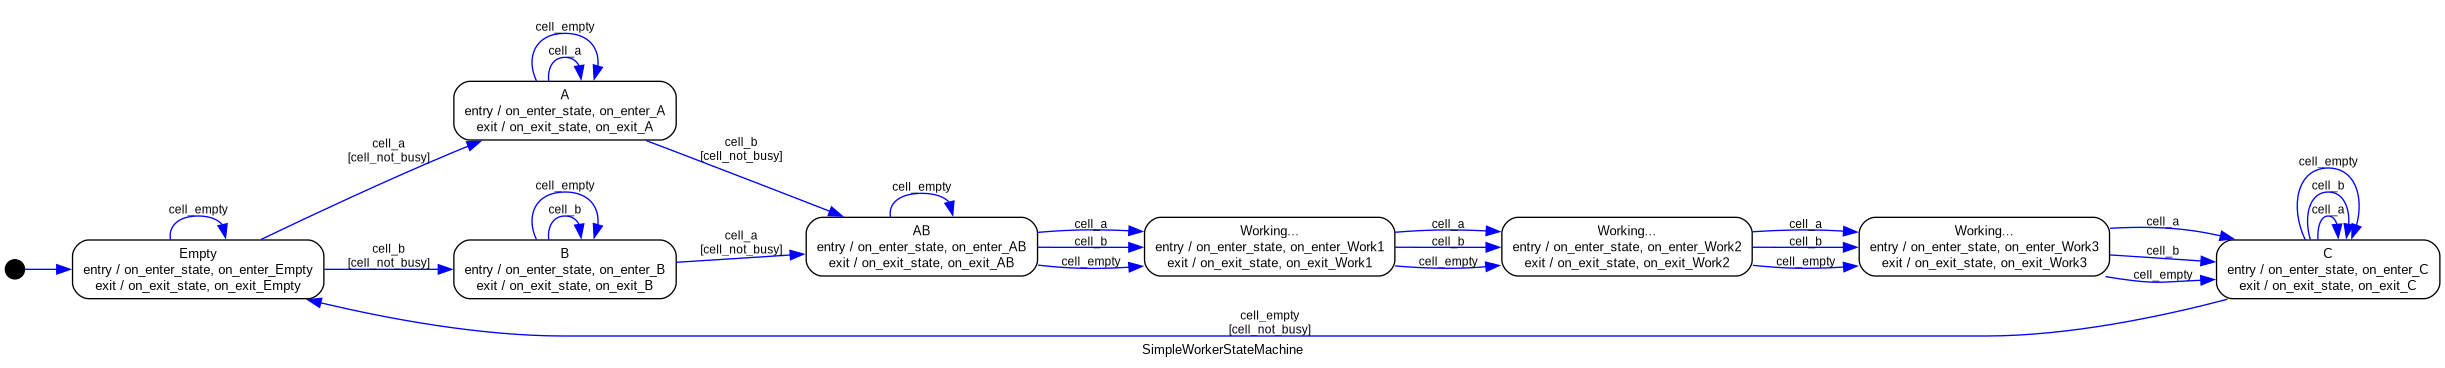 cell_empty
cell_a
A
entry / on_enter_state, on_enter_A
exit / on_exit_state, on_exit_A
cell_a
[cell_not_busy]
cell_b
[cell_not_busy]
cell_empty
cell_b
cell_empty
cell_empty
cell_empty
cell_b
cell_a
Empty
entry / on_enter_state, on_enter_Empty
exit / on_exit_state, on_exit_Empty
cell_b
[cell_not_busy]
B
entry / on_enter_state, on_enter_B
exit / on_exit_state, on_exit_B
cell_a
[cell_not_busy]
AB
entry / on_enter_state, on_enter_AB
exit / on_exit_state, on_exit_AB
cell_a
cell_b
cell_empty
Working...
entry / on_enter_state, on_enter_Work1
exit / on_exit_state, on_exit_Work1
cell_a
cell_b
cell_empty
Working...
entry / on_enter_state, on_enter_Work2
exit / on_exit_state, on_exit_Work2
cell_a
cell_b
cell_empty
Working...
entry / on_enter_state, on_enter_Work3
exit / on_exit_state, on_exit_Work3
cell_a
cell_b
cell_empty
C
entry / on_enter_state, on_enter_C
exit / on_exit_state, on_exit_C
cell_empty
[cell_not_busy]
SimpleWorkerStateMachine